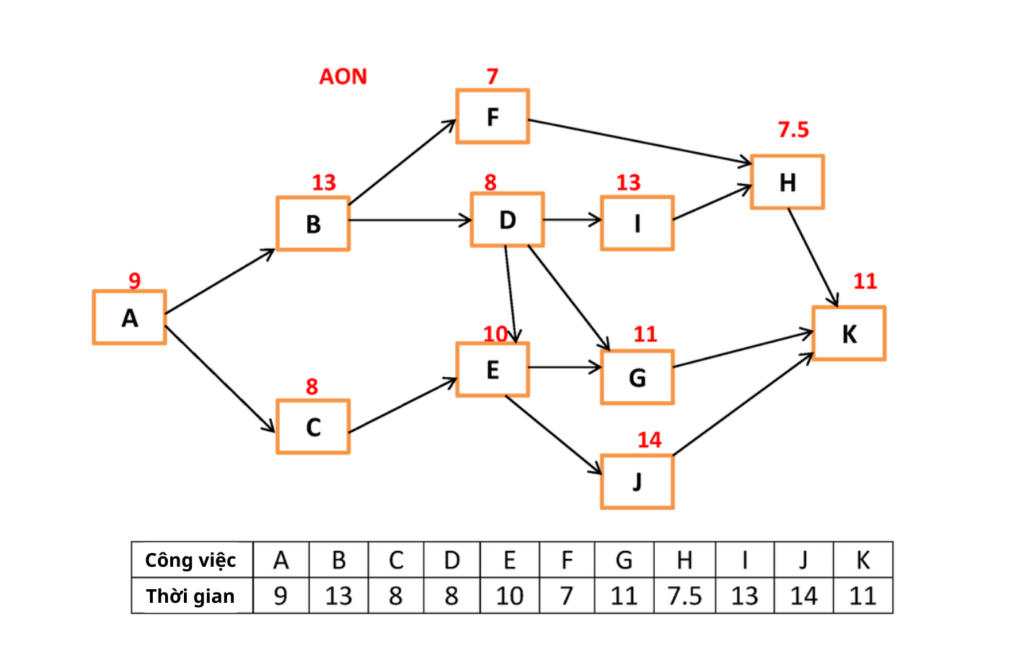 AON
7
F
7.5
H
13
B
8
D
13
I
9
A
11
K
10
E
11
G
8
C
14
J
Công việc A B C D E F G H I J K
Thời gian 9 13 8 8 10 7 11 7.5 13 14 11